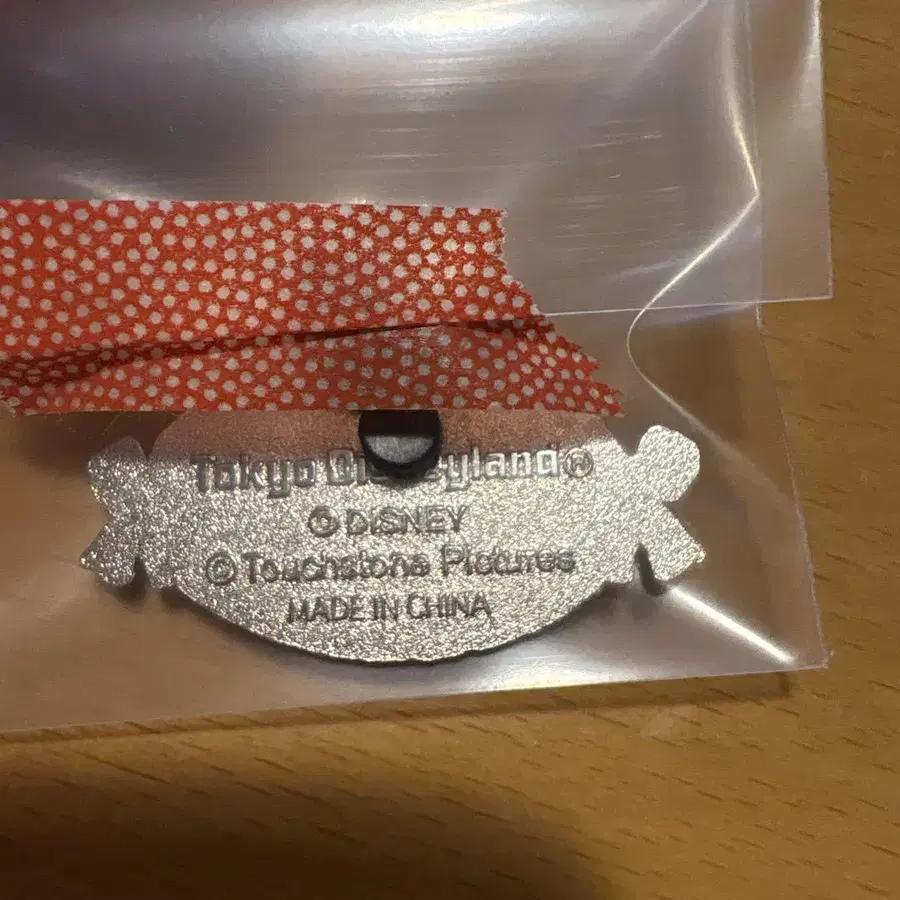 Tokyo Disneyland®
© DISNEY
© Touchstone Pictures
MADE IN CHINA